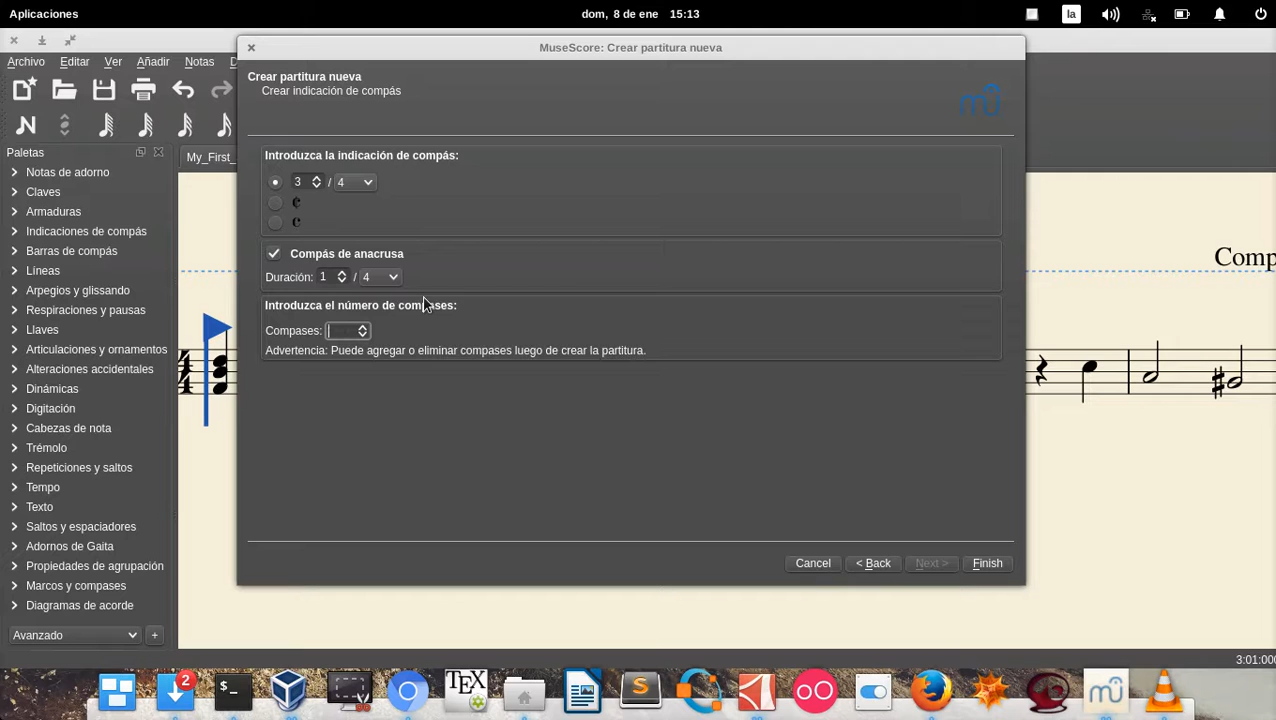 Aplicaciones
dom, 8 de ene 15:13
la
MuseScore: Crear partitura nueva
Archivo Editar Ver Añadir Notas
Crear partitura nueva
Crear indicación de compás
Paletas
My_First_
Notas de adorno
Claves
Armaduras
Indicaciones de compás
Barras de compás
Líneas
Arpegios y glissando
Respiraciones y pausas
Llaves
Articulaciones y ornamentos
Alteraciones accidentales
Dinámicas
Digitación
Cabezas de nota
Trémolo
Repeticiones y saltos
Tempo
Texto
Saltos y espaciadores
Adornos de Gaita
Propiedades de agrupación
Marcos y compases
Diagramas de acorde
Avanzado +
Introduzca la indicación de compás:
3 / 4
Compás de anacrusa
Duración: 1 / 4
Introduzca el número de compases:
Compases:
Advertencia: Puede agregar o eliminar compases luego de crear la partitura.
Cancel < Back Next > Finish
Comp
4
4
3:01:000
2
>_
TEX
mu